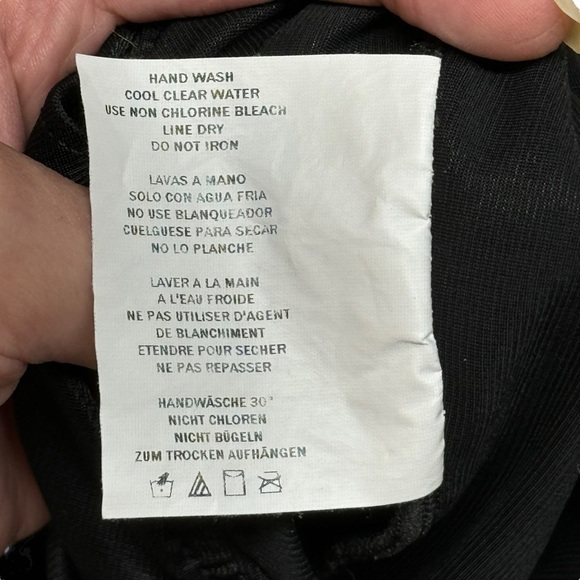 HAND WASH
COOL CLEAR WATER
USE NON CHLORINE BLEACH
LINE DRY
DO NOT IRON
LAVAS A MANO
SOLO CON AGUA FRIA
NO USE BLANQUEADOR
CUELGUESE PARA SECAR
NO LO PLANCHE
LAVER A LA MAIN
A L'EAU FROIDE
NE PAS UTILISER D'AGENT
DE BLANCHIMENT
ETENDRE POUR SECHER
NE PAS REPASSER
HANDWÄSCHE 30°
NICHT CHLOREN
NICHT BÜGELN
ZUM TROCKEN AUFHÄNGEN